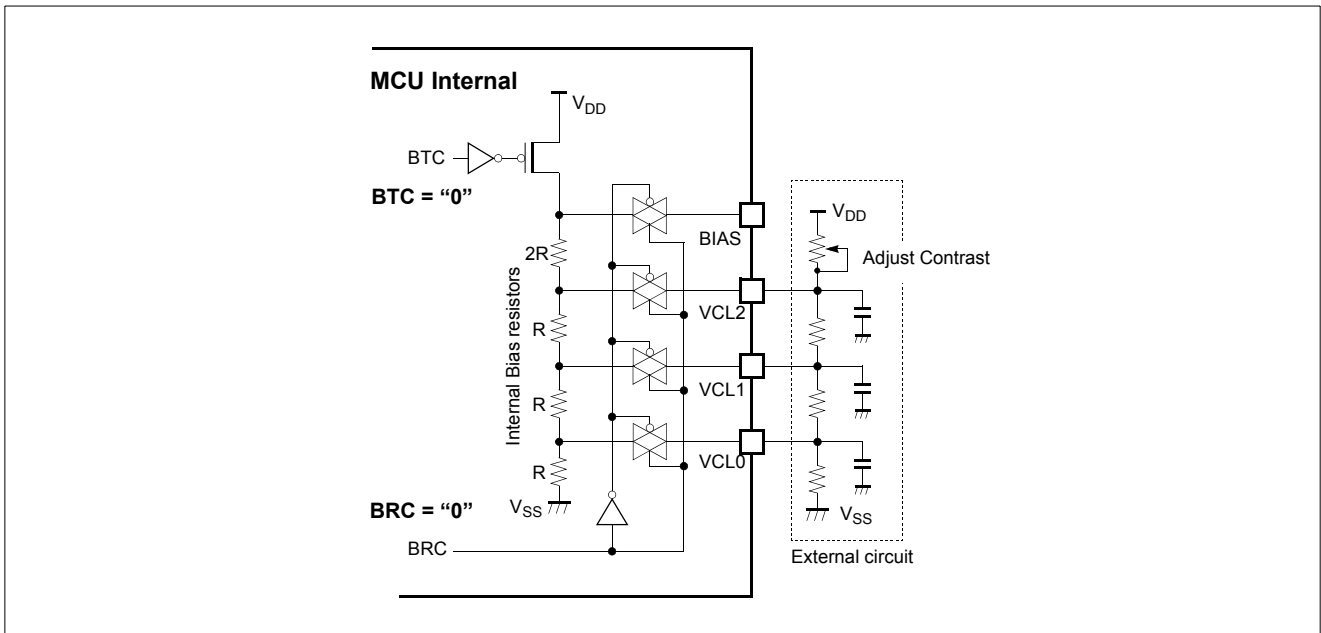 MCU Internal
VDD
BTC
BTC = “0”
BIAS
VDD
Adjust Contrast
2R
VCL2
Internal Bias resistors
R
VCL1
R
VCL0
R
VSS
VSS
BRC = “0”
BRC
External circuit